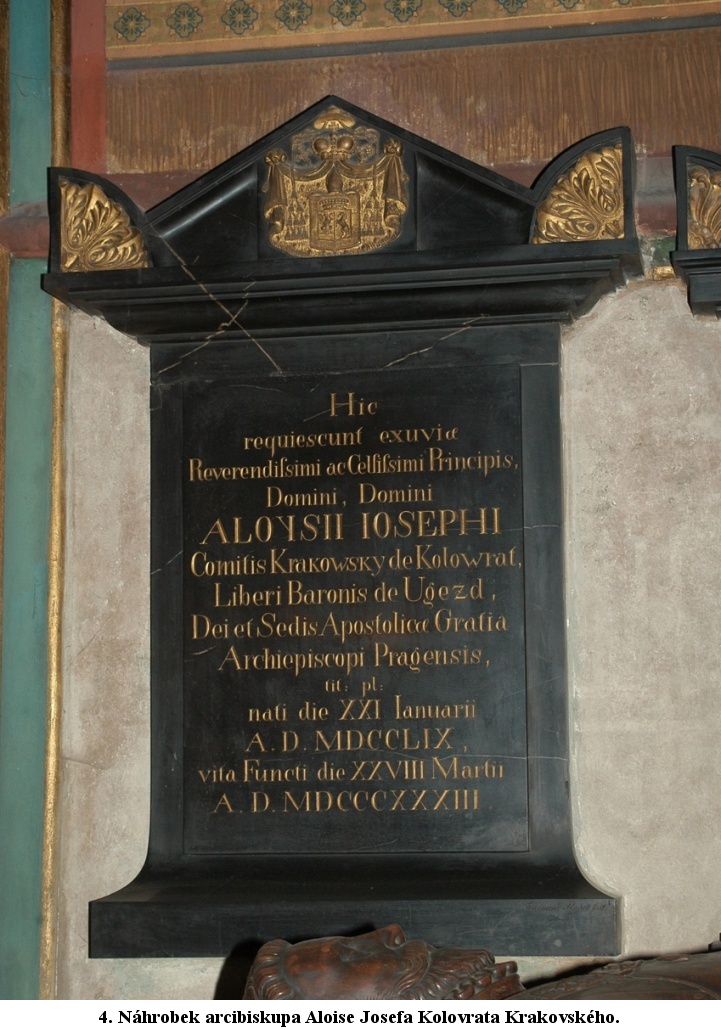 Hic
requiescunt exuviæ
Reverendiſsimi ac Celſiſsimi Principis,
Domini, Domini
ALOYSII IOSEPHI
Comitis Krakowsky de Kolowrat,
Liberi Baronis de Ugezd,
Dei et Sedis Apostolicæ Gratia
Archiepiscopi Pragensis,
tit: pl:
nati die XXI Ianuarii
A. D. MDCCLIX,
vita Functi die XXVIII Martii
A. D. MDCCCXXXIII.
4. Náhrobek arcibiskupa Aloise Josefa Kolovrata Krakovského.